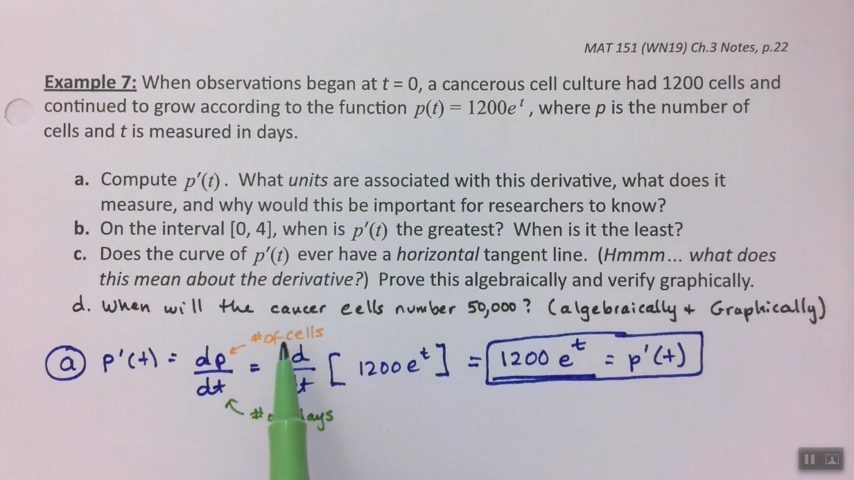 MAT 151 (WN19) Ch.3 Notes, p.22
Example 7: When observations began at t = 0, a cancerous cell culture had 1200 cells and
continued to grow according to the function p(t) = 1200e^t , where p is the number of
cells and t is measured in days.
a. Compute p'(t). What units are associated with this derivative, what does it
measure, and why would this be important for researchers to know?
b. On the interval [0, 4], when is p'(t) the greatest? When is it the least?
c. Does the curve of p'(t) ever have a horizontal tangent line. (Hmmm... what does
this mean about the derivative?) Prove this algebraically and verify graphically.
d. When will the cancer cells number 50,000? (algebraically + Graphically)
# of cells
(a) p'(t) = dp/dt = d/dt [1200 e^t] = 1200 e^t = p'(t)